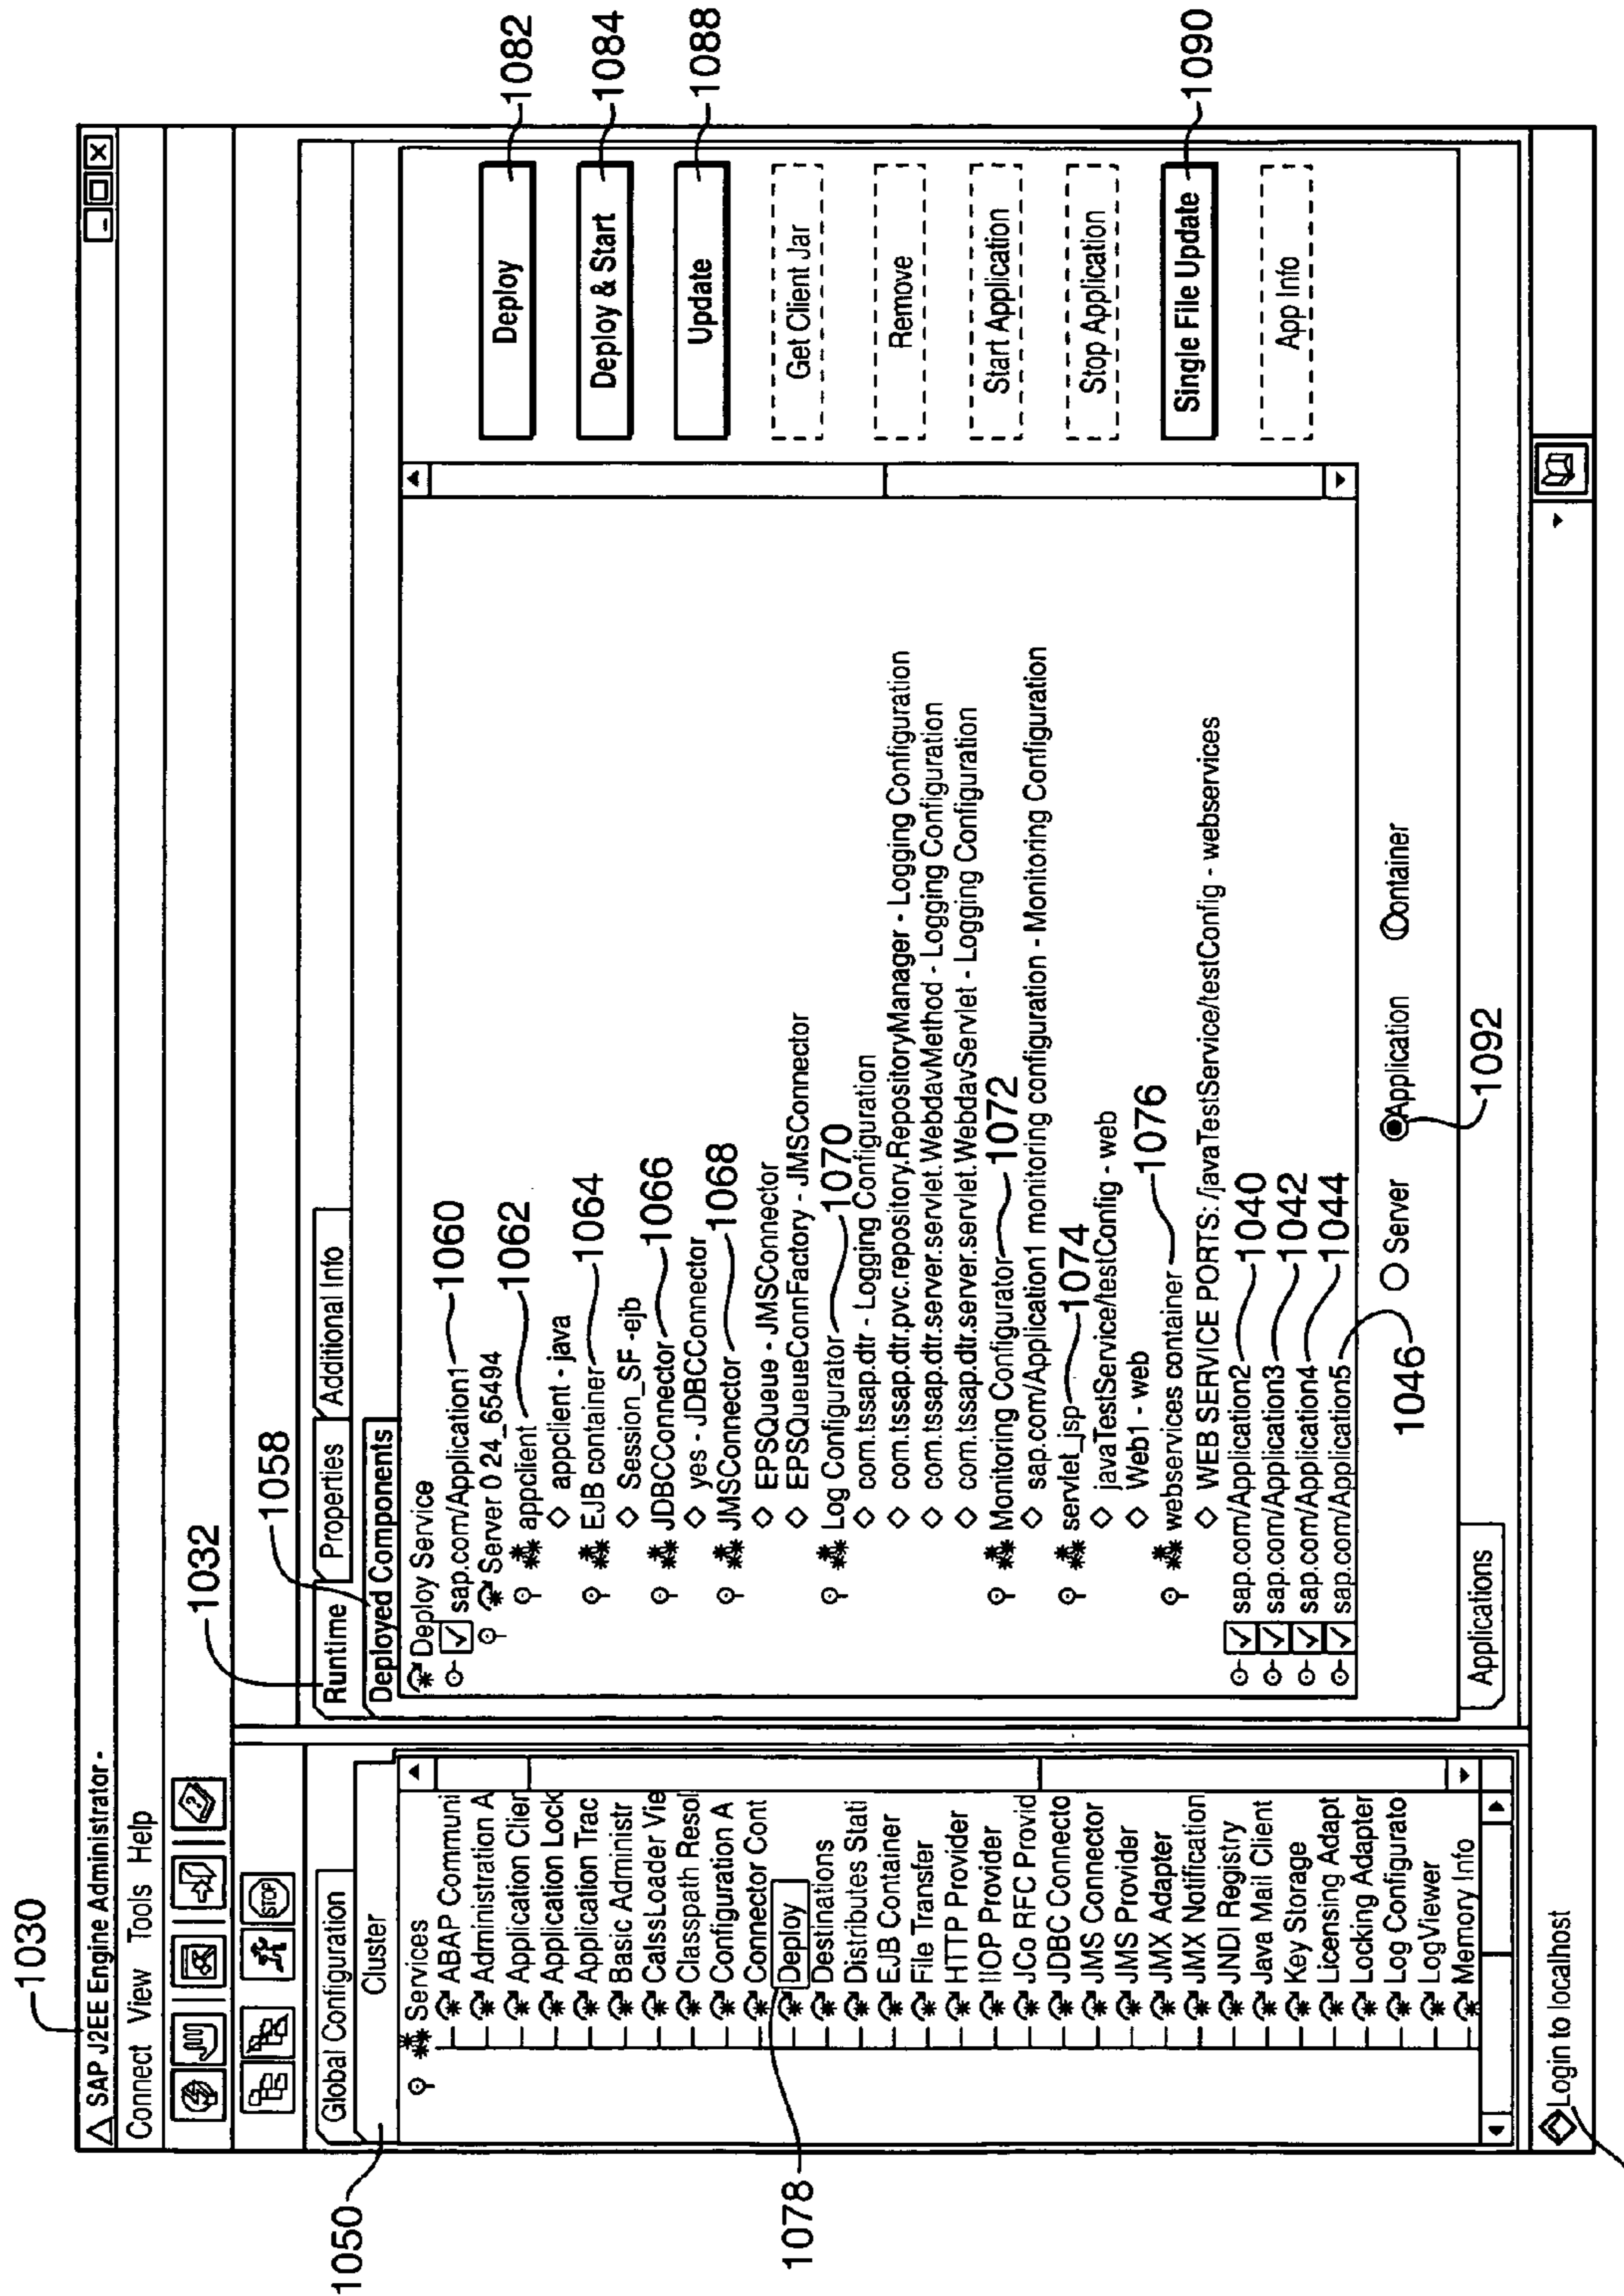 1030
△ SAP J2EE Engine Administrator -
Connect View Tools Help
STOP
1032
1058
1050
Global Configuration
Cluster
Services
ABAP Communi
Administration A
Application Clien
Application Lock
Application Trac
Basic Administr
CalssLoader Vie
Classpath Resol
Configuration A
Connector Cont
Deploy
1078
Destinations
Distributes Stati
EJB Container
File Transfer
HTTP Provider
IIOP Provider
JCo RFC Provid
JDBC Connecto
JMS Connector
JMS Provider
JMX Adapter
JMX Notification
JNDI Registry
Java Mail Client
Key Storage
Licensing Adapt
Locking Adapter
Log Configurato
LogViewer
Memory Info
Runtime Properties Additional Info
Deployed Components
Deploy Service
sap.com/Application1 1060
Server 0 24_65494
appclient 1062
appclient - java
EJB container 1064
Session_SF -ejb
JDBCConnector 1066
yes - JDBCConnector
JMSConnector 1068
EPSQueue - JMSConnector
EPSQueueConnFactory - JMSConnector
Log Configurator 1070
com.tssap.dtr - Logging Configuration
com.tssap.dtr.pvc.repository.RepositoryManager - Logging Configuration
com.tssap.dtr.server.servlet.WebdavMethod - Logging Configuration
com.tssap.dtr.server.servlet.WebdavServlet - Logging Configuration
Monitoring Configurator 1072
sap.com/Application1 monitoring configuration - Monitoring Configuration
servlet_jsp 1074
javaTestService/testConfig - web
Web1 - web
webservices container 1076
WEB SERVICE PORTS: /javaTestService/testConfig - webservices
sap.com/Application2 1040
sap.com/Application3 1042
sap.com/Application4 1044
sap.com/Application5
1046
Server Application Container
1092
Applications
Deploy 1082
Deploy & Start 1084
Update 1088
Get Client Jar
Remove
Start Application
Stop Application
Single File Update 1090
App Info
Login to localhost